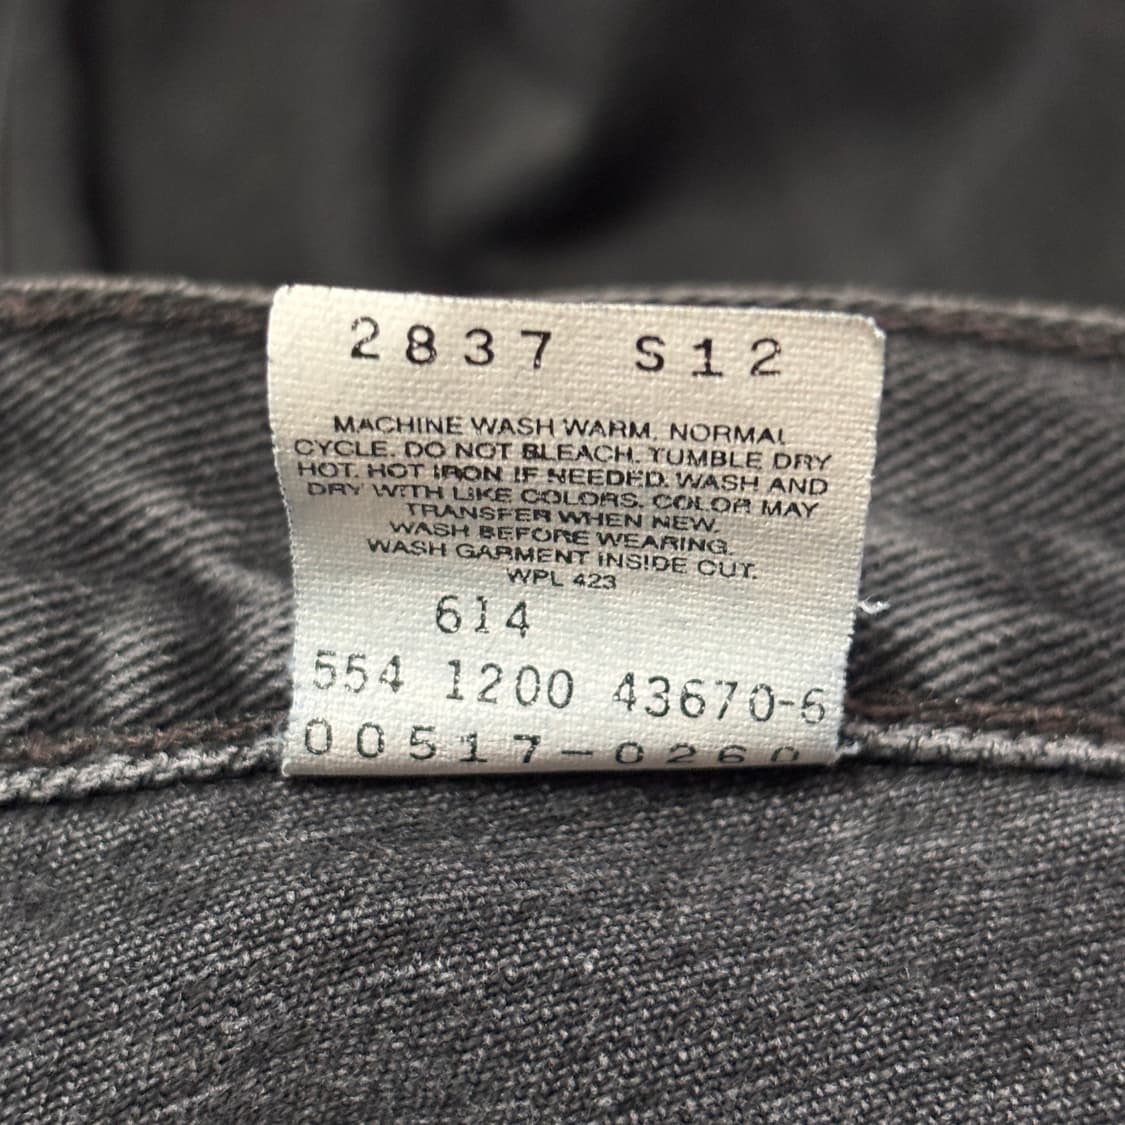 2837 S12
MACHINE WASH WARM, NORMAL
CYCLE. DO NOT BLEACH. TUMBLE DRY
HOT. HOT IRON IF NEEDED. WASH AND
DRY WITH LIKE COLORS. COLOR MAY
TRANSFER WHEN NEW.
WASH BEFORE WEARING.
WASH GARMENT INSIDE OUT.
WPL 423
614
554 1200 43670-6
00517-0260